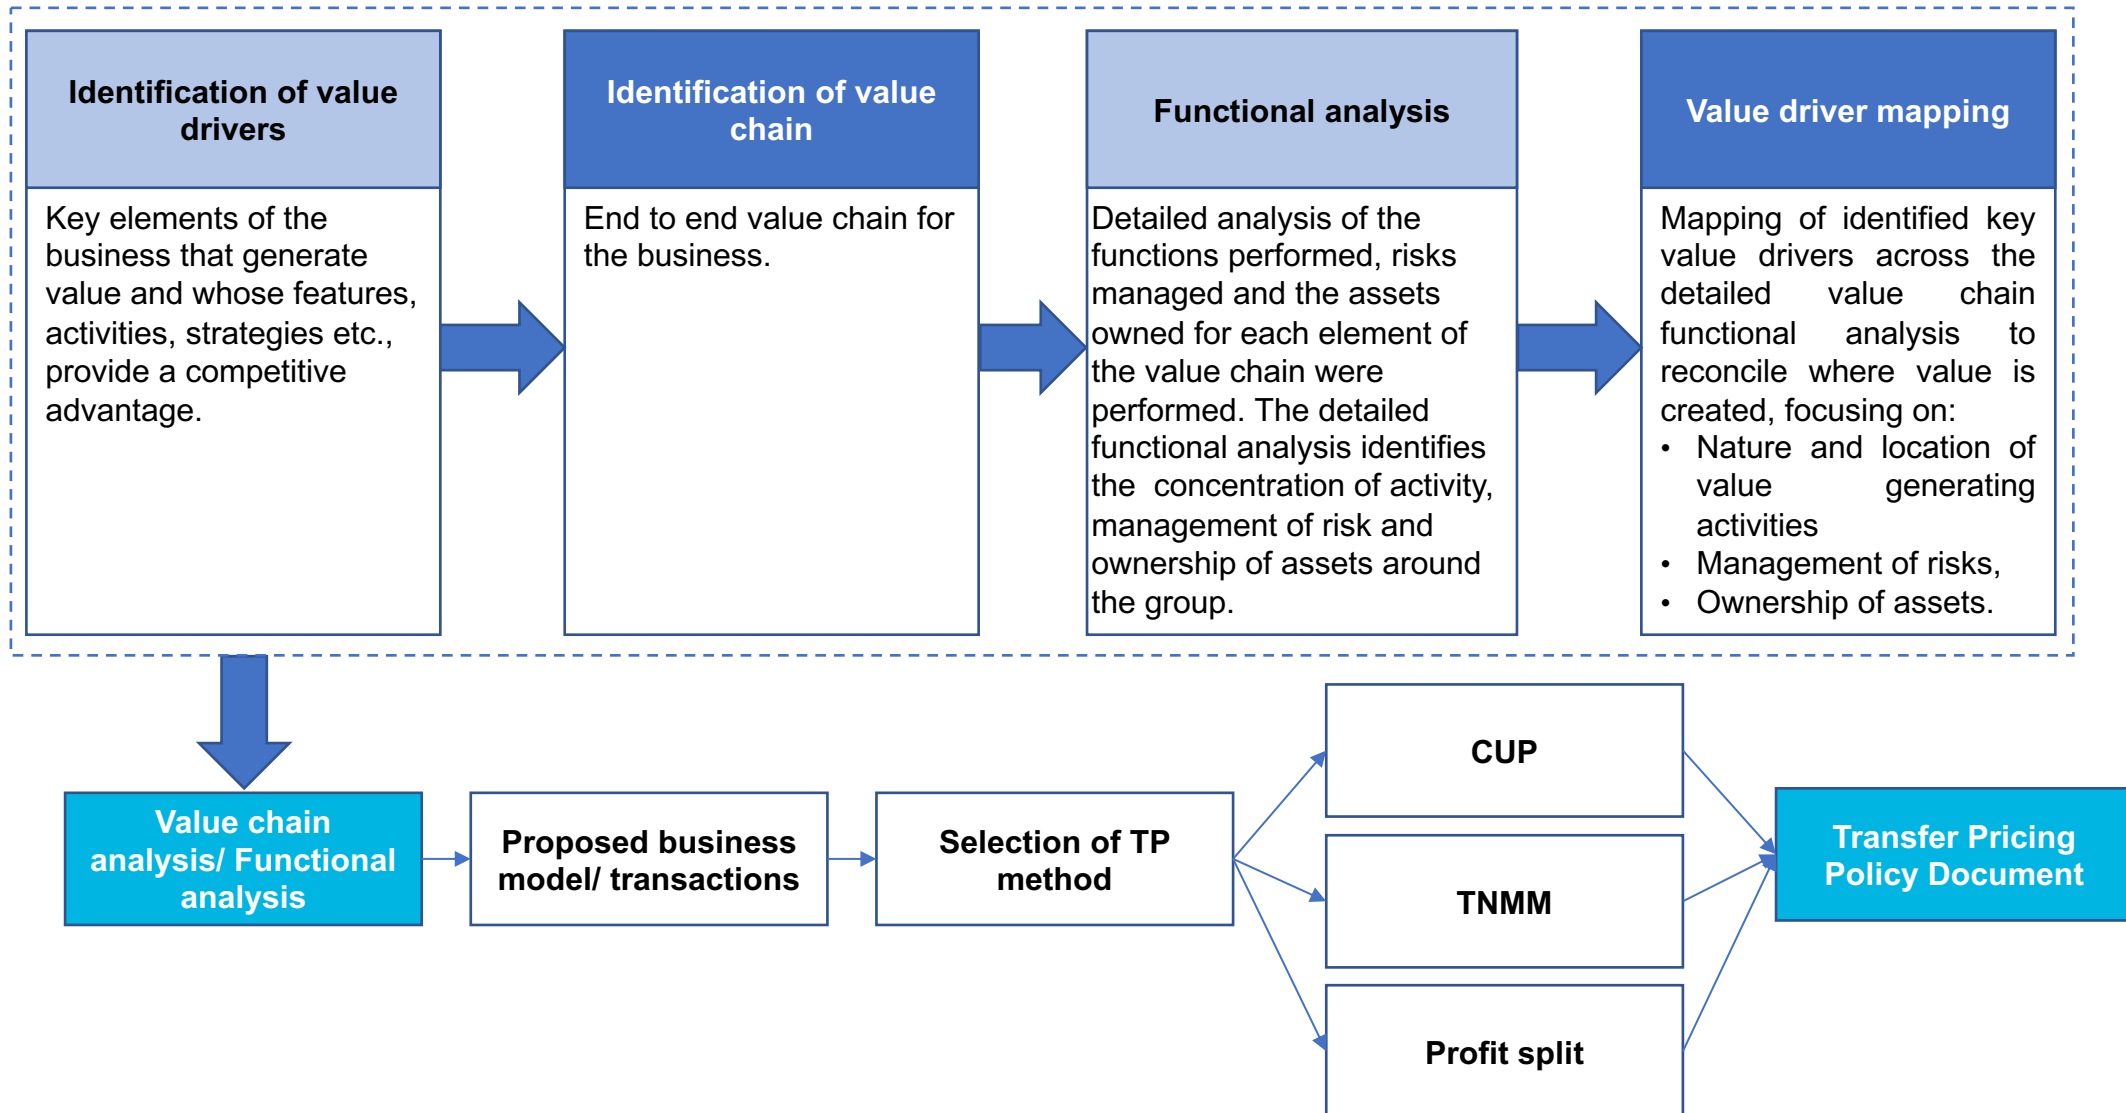 Identification of value
drivers
Key elements of the
business that generate
value and whose features,
activities, strategies etc.,
provide a competitive
advantage.
Identification of value
chain
End to end value chain for
the business.
Functional analysis
Detailed analysis of the
functions performed, risks
managed and the assets
owned for each element of
the value chain were
performed. The detailed
functional analysis identifies
the concentration of activity,
management of risk and
ownership of assets around
the group.
Value driver mapping
Mapping of identified key
value drivers across the
detailed value chain
functional analysis to
reconcile where value is
created, focusing on:
• Nature and location of
value generating
activities
• Management of risks,
• Ownership of assets.
Value chain
analysis/ Functional
analysis
Proposed business
model/ transactions
Selection of TP
method
CUP
TNMM
Profit split
Transfer Pricing
Policy Document